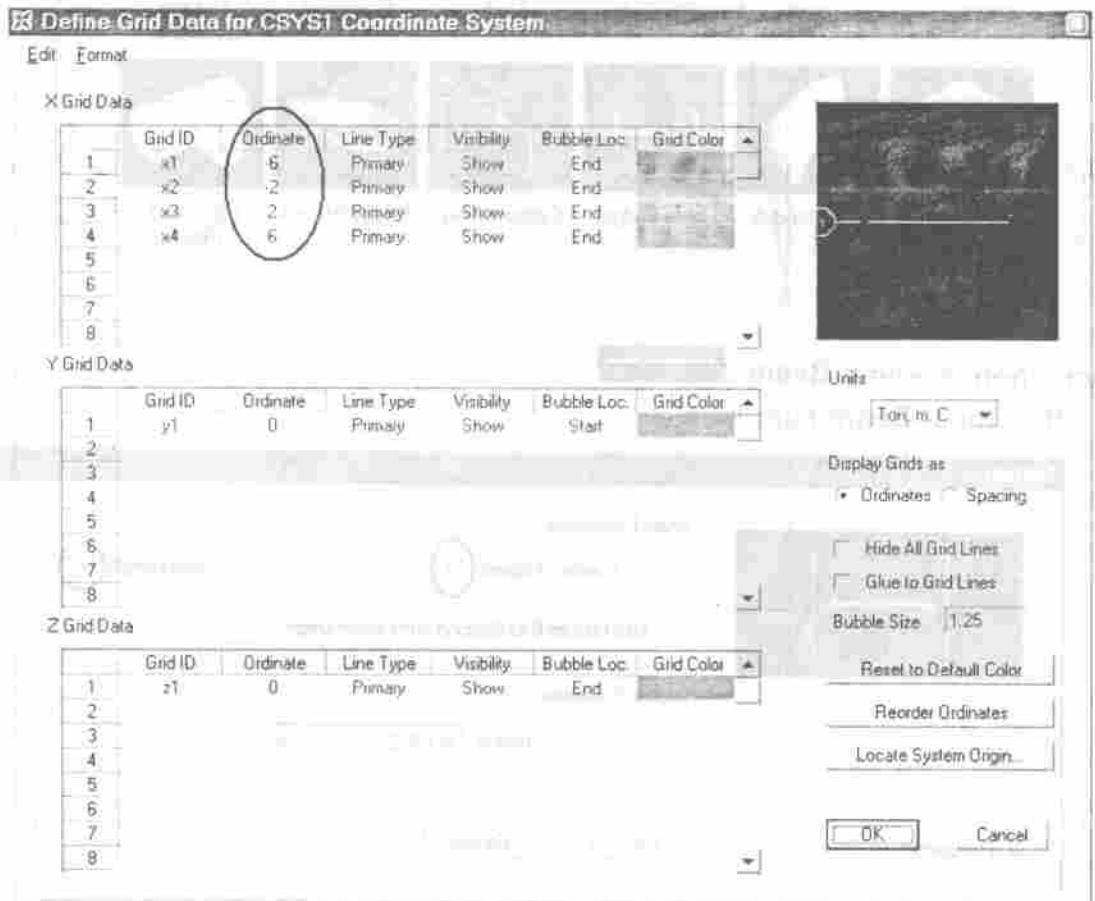 Define Grid Data for CSYS1 Coordinate System
Edit Format
X Grid Data
Grid ID Ordinate Line Type Visibility Bubble Loc. Grid Color
1 x1 -6 Primary Show End
2 x2 -2 Primary Show End
3 x3 2 Primary Show End
4 x4 6 Primary Show End
5
6
7
8
Y Grid Data
Grid ID Ordinate Line Type Visibility Bubble Loc. Grid Color
1 y1 0 Primary Show Start
2
3
4
5
6
7
8
Z Grid Data
Grid ID Ordinate Line Type Visibility Bubble Loc. Grid Color
1 z1 0 Primary Show End
2
3
4
5
6
7
8
Units
Ton, m, C
Display Grids as
Ordinates Spacing
Hide All Grid Lines
Glue to Grid Lines
Bubble Size 1.25
Reset to Default Color
Reorder Ordinates
Locate System Origin...
OK Cancel